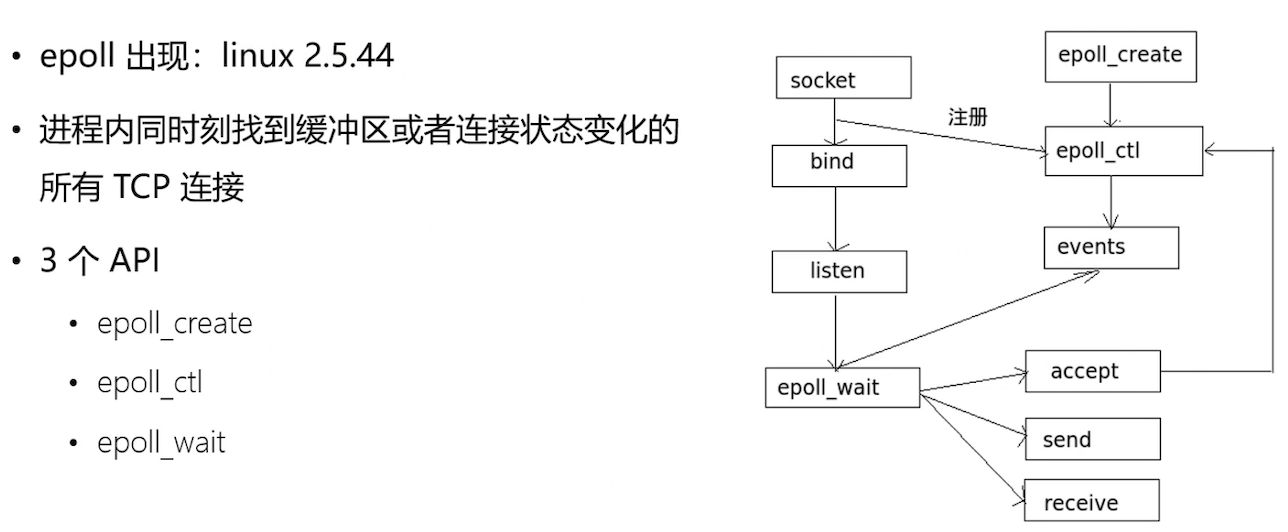 epoll 出现：linux 2.5.44
进程内同时刻找到缓冲区或者连接状态变化的
所有 TCP 连接
3 个 API
epoll_create
epoll_ctl
epoll_wait
socket
bind
listen
epoll_wait
注册
epoll_create
epoll_ctl
events
accept
send
receive